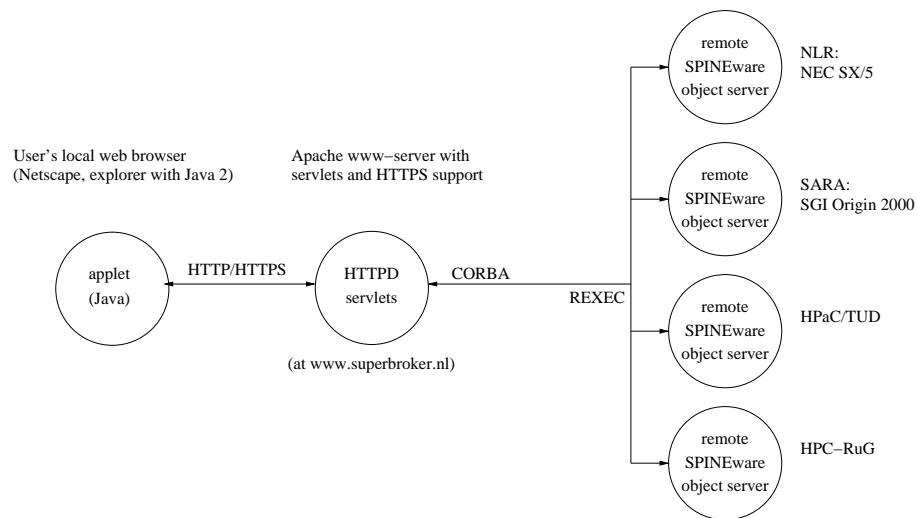 remote
SPINEware
object server
NLR:
NEC SX/5
User's local web browser
(Netscape, explorer with Java 2)
Apache www−server with
servlets and HTTPS support
remote
SPINEware
object server
SARA:
SGI Origin 2000
applet
(Java)
HTTP/HTTPS
HTTPD
servlets
CORBA
REXEC
(at www.superbroker.nl)
remote
SPINEware
object server
HPaC/TUD
remote
SPINEware
object server
HPC−RuG